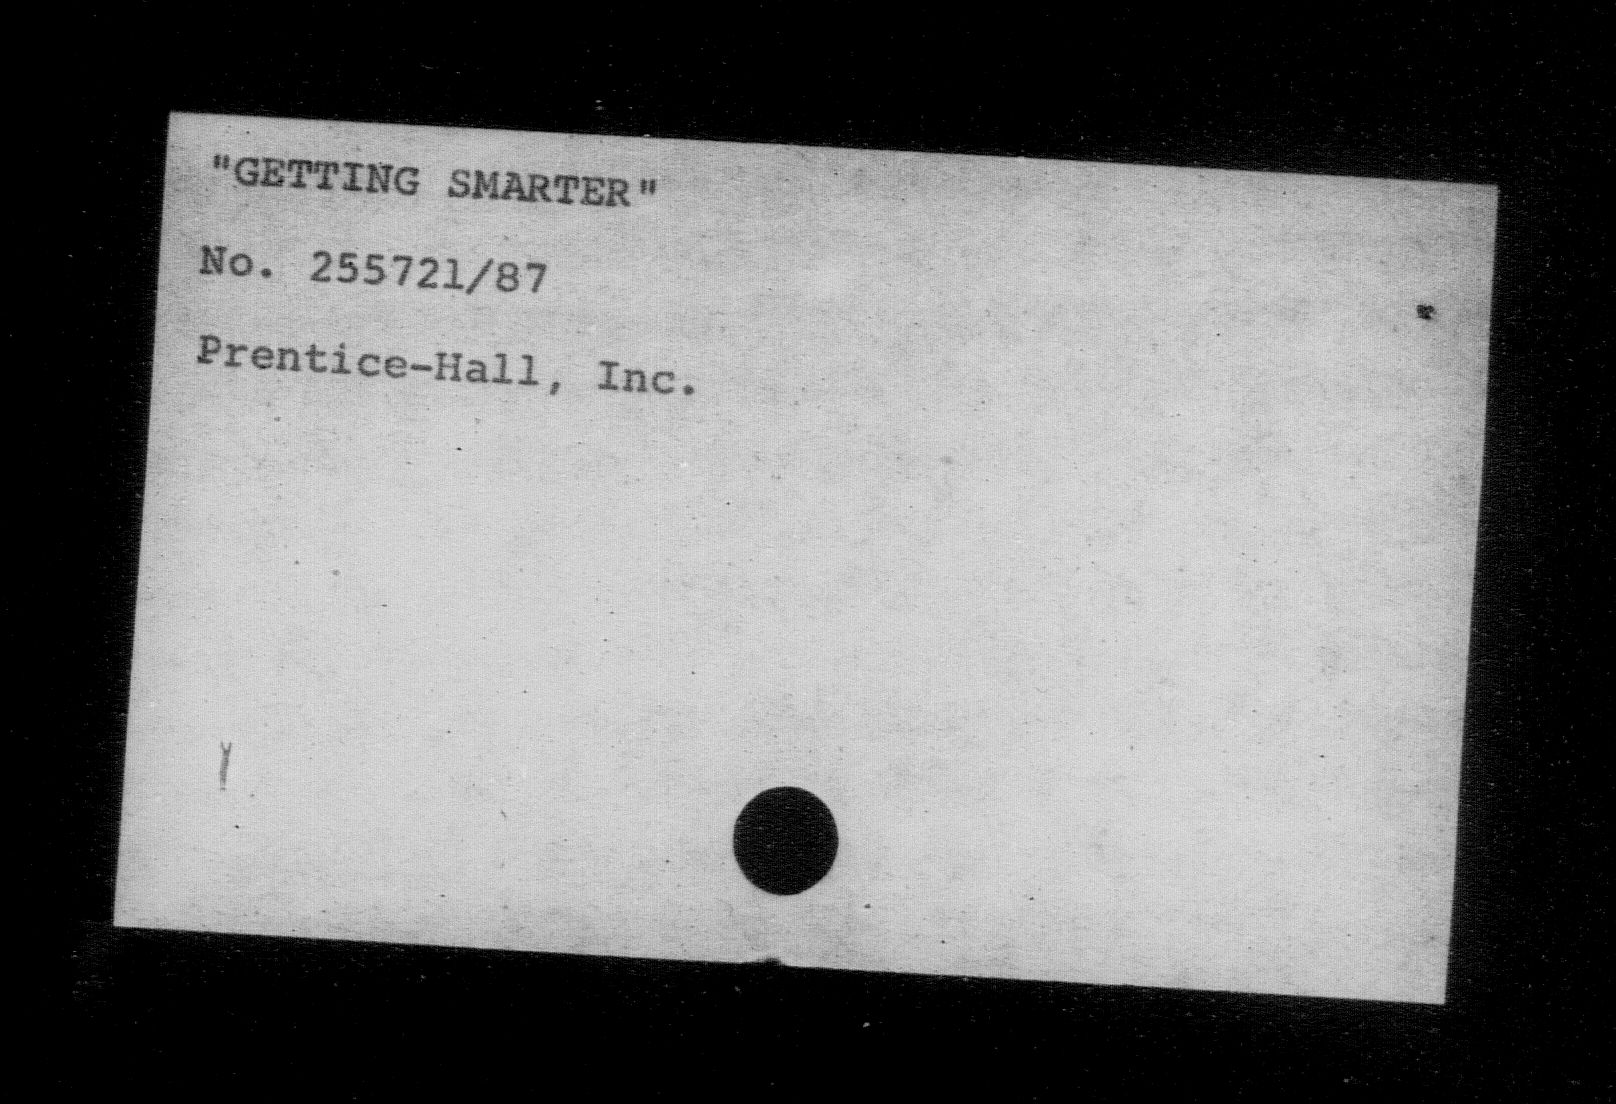 "GETTING SMARTER"
No. 255721/87
Prentice-Hall, Inc.